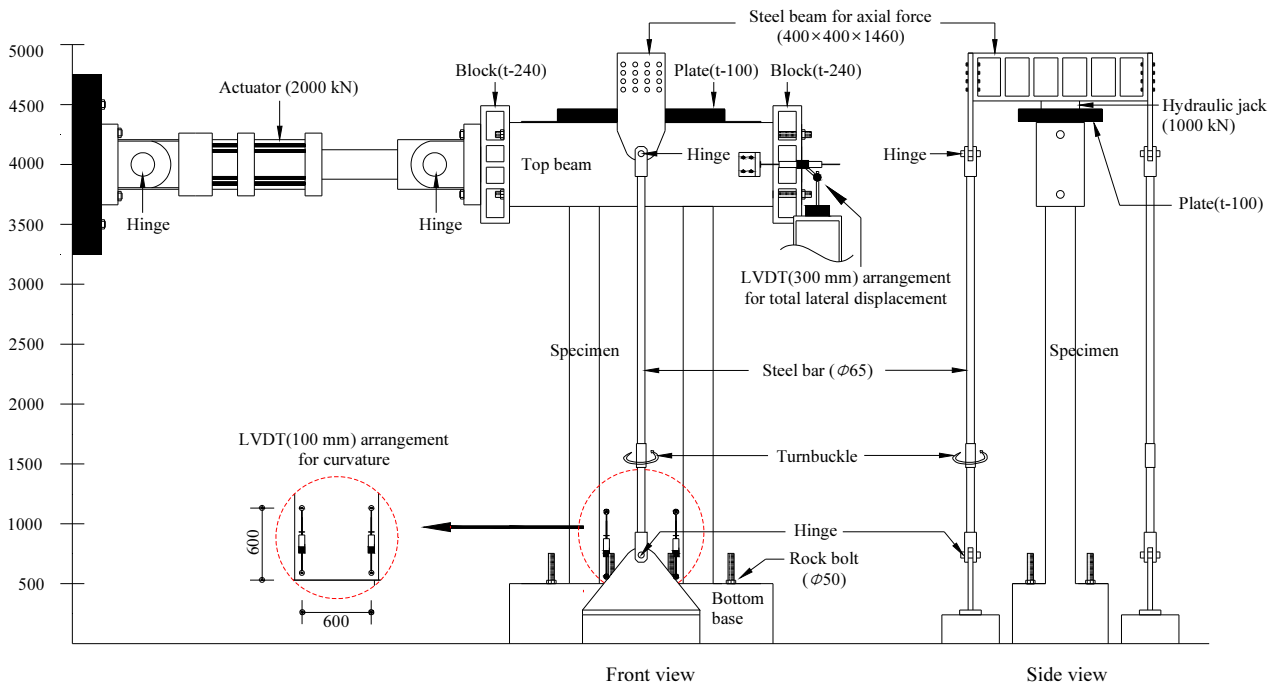 Steel beam for axial force
(400×400×1460)
5000
4500
4000
3500
3000
2500
2000
1500
1000
500
Actuator (2000 kN)
Block(t-240)
Plate(t-100)
Block(t-240)
Hydraulic jack
(1000 kN)
Top beam
Hinge
Hinge
Hinge
Hinge
Plate(t-100)
LVDT(300 mm) arrangement
for total lateral displacement
Specimen
Specimen
Steel bar (Φ65)
LVDT(100 mm) arrangement
for curvature
Turnbuckle
600
600
Hinge
Rock bolt
(Φ50)
Bottom
base
Front view
Side view